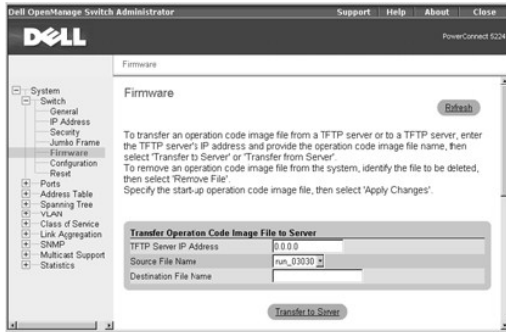 Dell OpenManage Switch Administrator
Support Help About Close
DELL
PowerConnect 5224
Firmware
System
Switch
General
IP Address
Security
Jumbo Frame
Firmware
Configuration
Reset
Ports
Address Table
Spanning Tree
VLAN
Class of Service
Link Aggregation
SNMP
Multicast Support
Statistics
Firmware
Refresh
To transfer an operation code image file from a TFTP server or to a TFTP server, enter
the TFTP server's IP address and provide the operation code image file name, then
select 'Transfer to Server' or 'Transfer from Server'.
To remove an operation code image file from the system, identify the file to be deleted,
then select 'Remove File'.
Specify the start-up operation code image file, then select 'Apply Changes'.
Transfer Operation Code Image File to Server
TFTP Server IP Address 0.0.0.0
Source File Name run_03030
Destination File Name
Transfer to Server